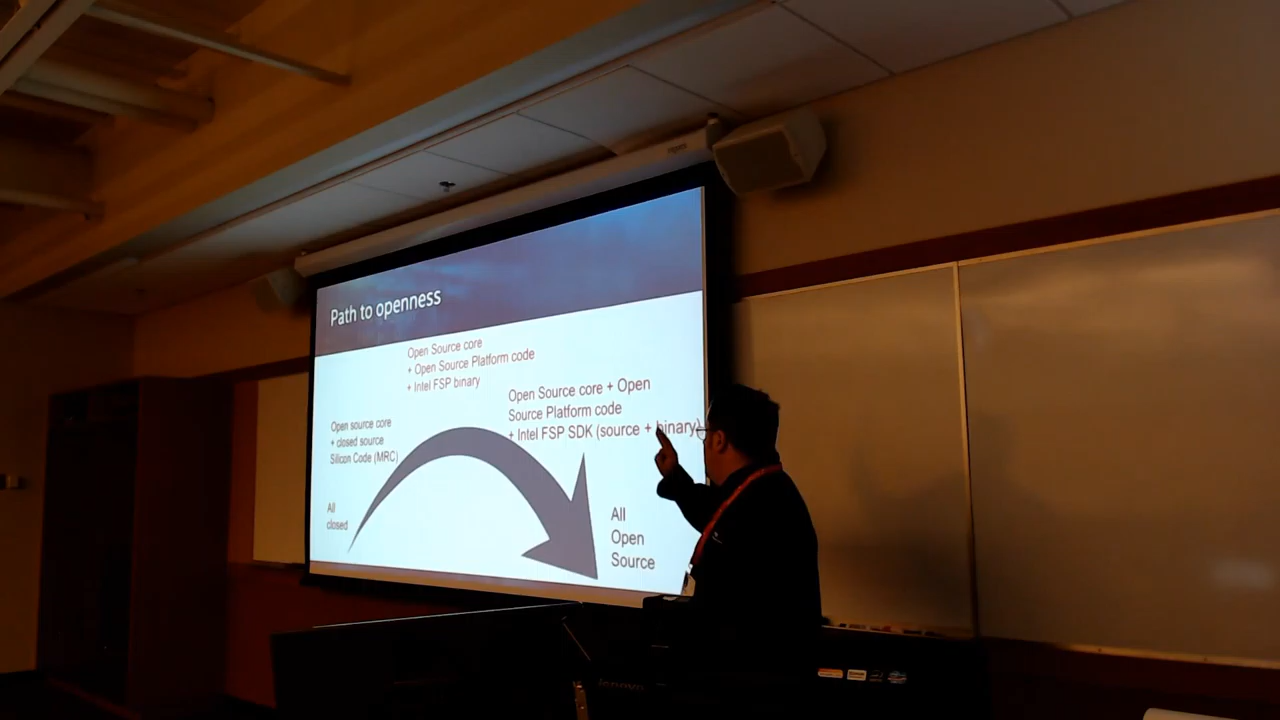 Path to openness
Open Source core
+ Open Source Platform code
+ Intel FSP binary
Open Source core + Open
Source Platform code
+ Intel FSP SDK (source + binary)
Open source core
+ closed source
Silicon Code (MRC)
All
closed
All
Open
Source
lenovo